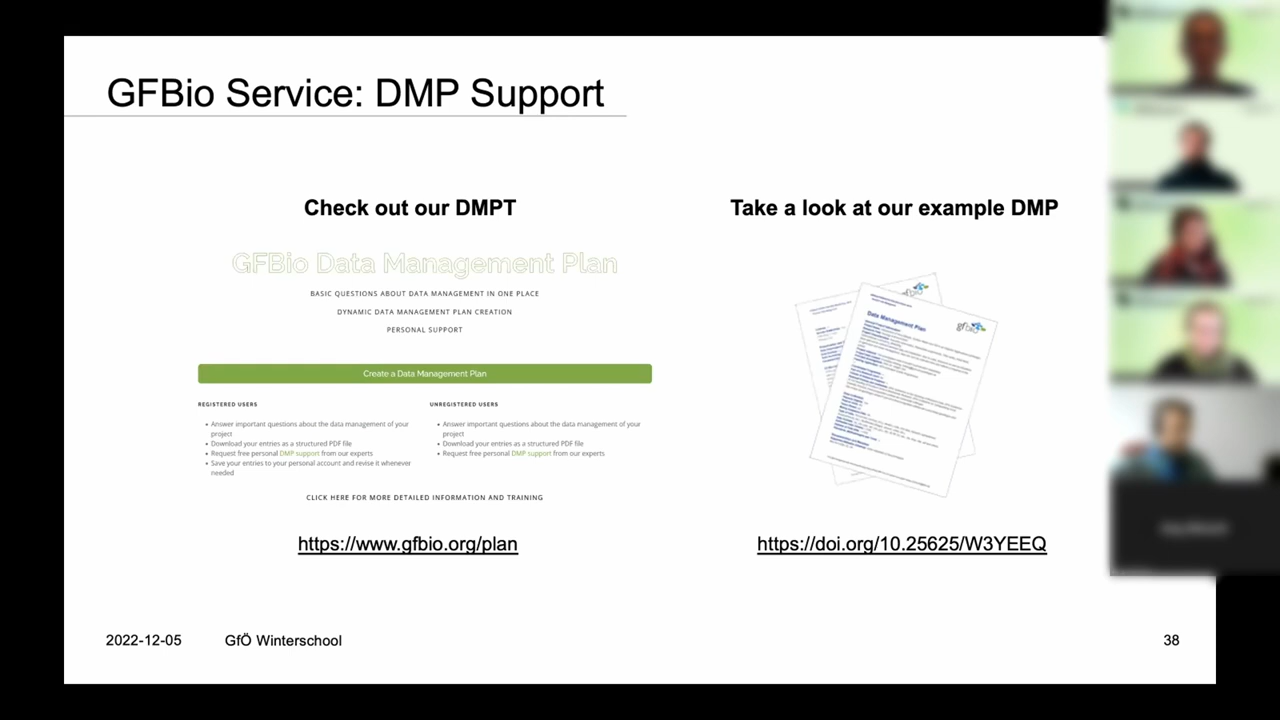 GFBio Service: DMP Support
Check out our DMPT
GFBio Data Management Plan
BASIC QUESTIONS ABOUT DATA MANAGEMENT IN ONE PLACE
DYNAMIC DATA MANAGEMENT PLAN CREATION
PERSONAL SUPPORT
Create a Data Management Plan
REGISTERED USERS
• Answer important questions about the data management of your
project
• Download your entries as a structured PDF file
• Request free personal DMP support from our experts
• Save your entries to your personal account and revise it whenever
needed
UNREGISTERED USERS
• Answer important questions about the data management of your
project
• Download your entries as a structured PDF file
• Request free personal DMP support from our experts
CLICK HERE FOR MORE DETAILED INFORMATION AND TRAINING
https://www.gfbio.org/plan
Take a look at our example DMP
Data Management Plan
gfbio
https://doi.org/10.25625/W3YEEQ
2022-12-05
GfÖ Winterschool
38